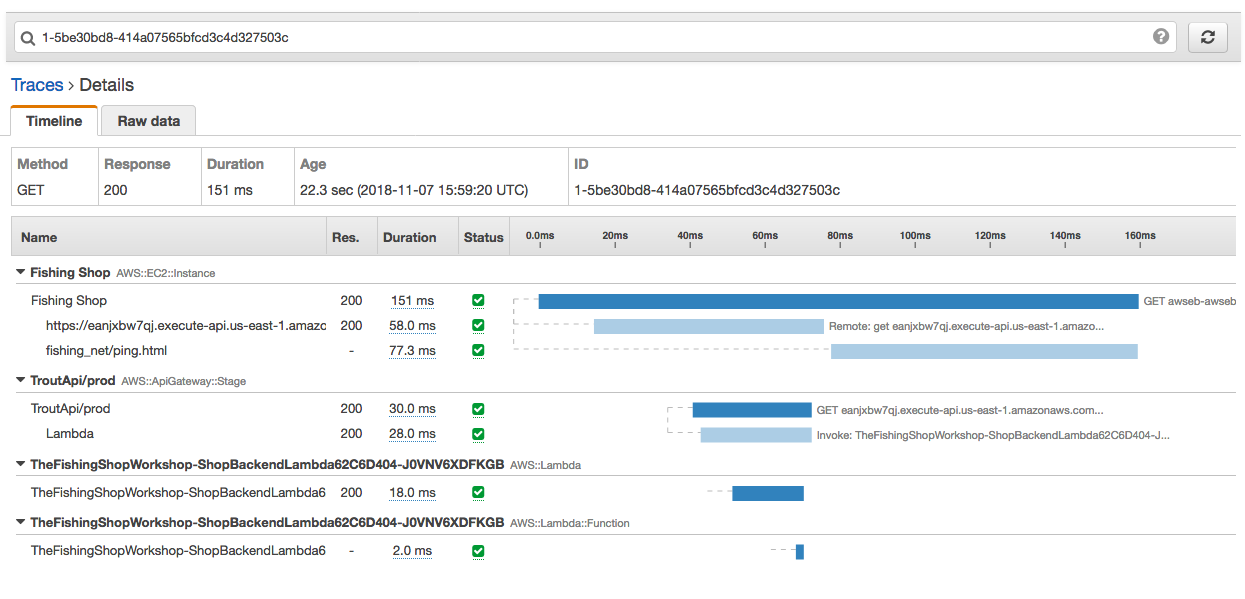 1-5be30bd8-414a07565bfcd3c4d327503c
Traces > Details
Timeline Raw data
Method Response Duration Age ID
GET 200 151 ms 22.3 sec (2018-11-07 15:59:20 UTC) 1-5be30bd8-414a07565bfcd3c4d327503c
Name Res. Duration Status 0.0ms 20ms 40ms 60ms 80ms 100ms 120ms 140ms 160ms
Fishing Shop AWS::EC2::Instance
Fishing Shop 200 151 ms GET awseb-awseb
https://eanjxbw7qj.execute-api.us-east-1.amazo 200 58.0 ms Remote: get eanjxbw7qj.execute-api.us-east-1.amazo...
fishing_net/ping.html - 77.3 ms
TroutApi/prod AWS::ApiGateway::Stage
TroutApi/prod 200 30.0 ms GET eanjxbw7qj.execute-api.us-east-1.amazonaws.com...
Lambda 200 28.0 ms Invoke: TheFishingShopWorkshop-ShopBackendLambda62C6D404-J...
TheFishingShopWorkshop-ShopBackendLambda62C6D404-J0VNV6XDFKGB AWS::Lambda
TheFishingShopWorkshop-ShopBackendLambda6 200 18.0 ms
TheFishingShopWorkshop-ShopBackendLambda62C6D404-J0VNV6XDFKGB AWS::Lambda::Function
TheFishingShopWorkshop-ShopBackendLambda6 - 2.0 ms